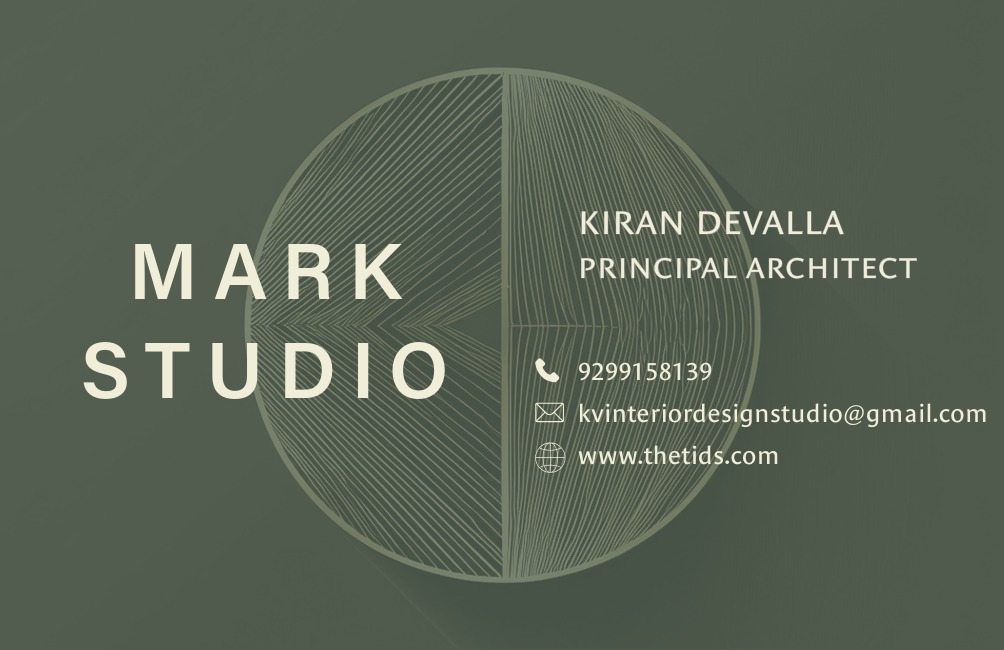 MARK
STUDIO
KIRAN DEVALLA
PRINCIPAL ARCHITECT
9299158139
kvinteriordesignstudio@gmail.com
www.thetids.com